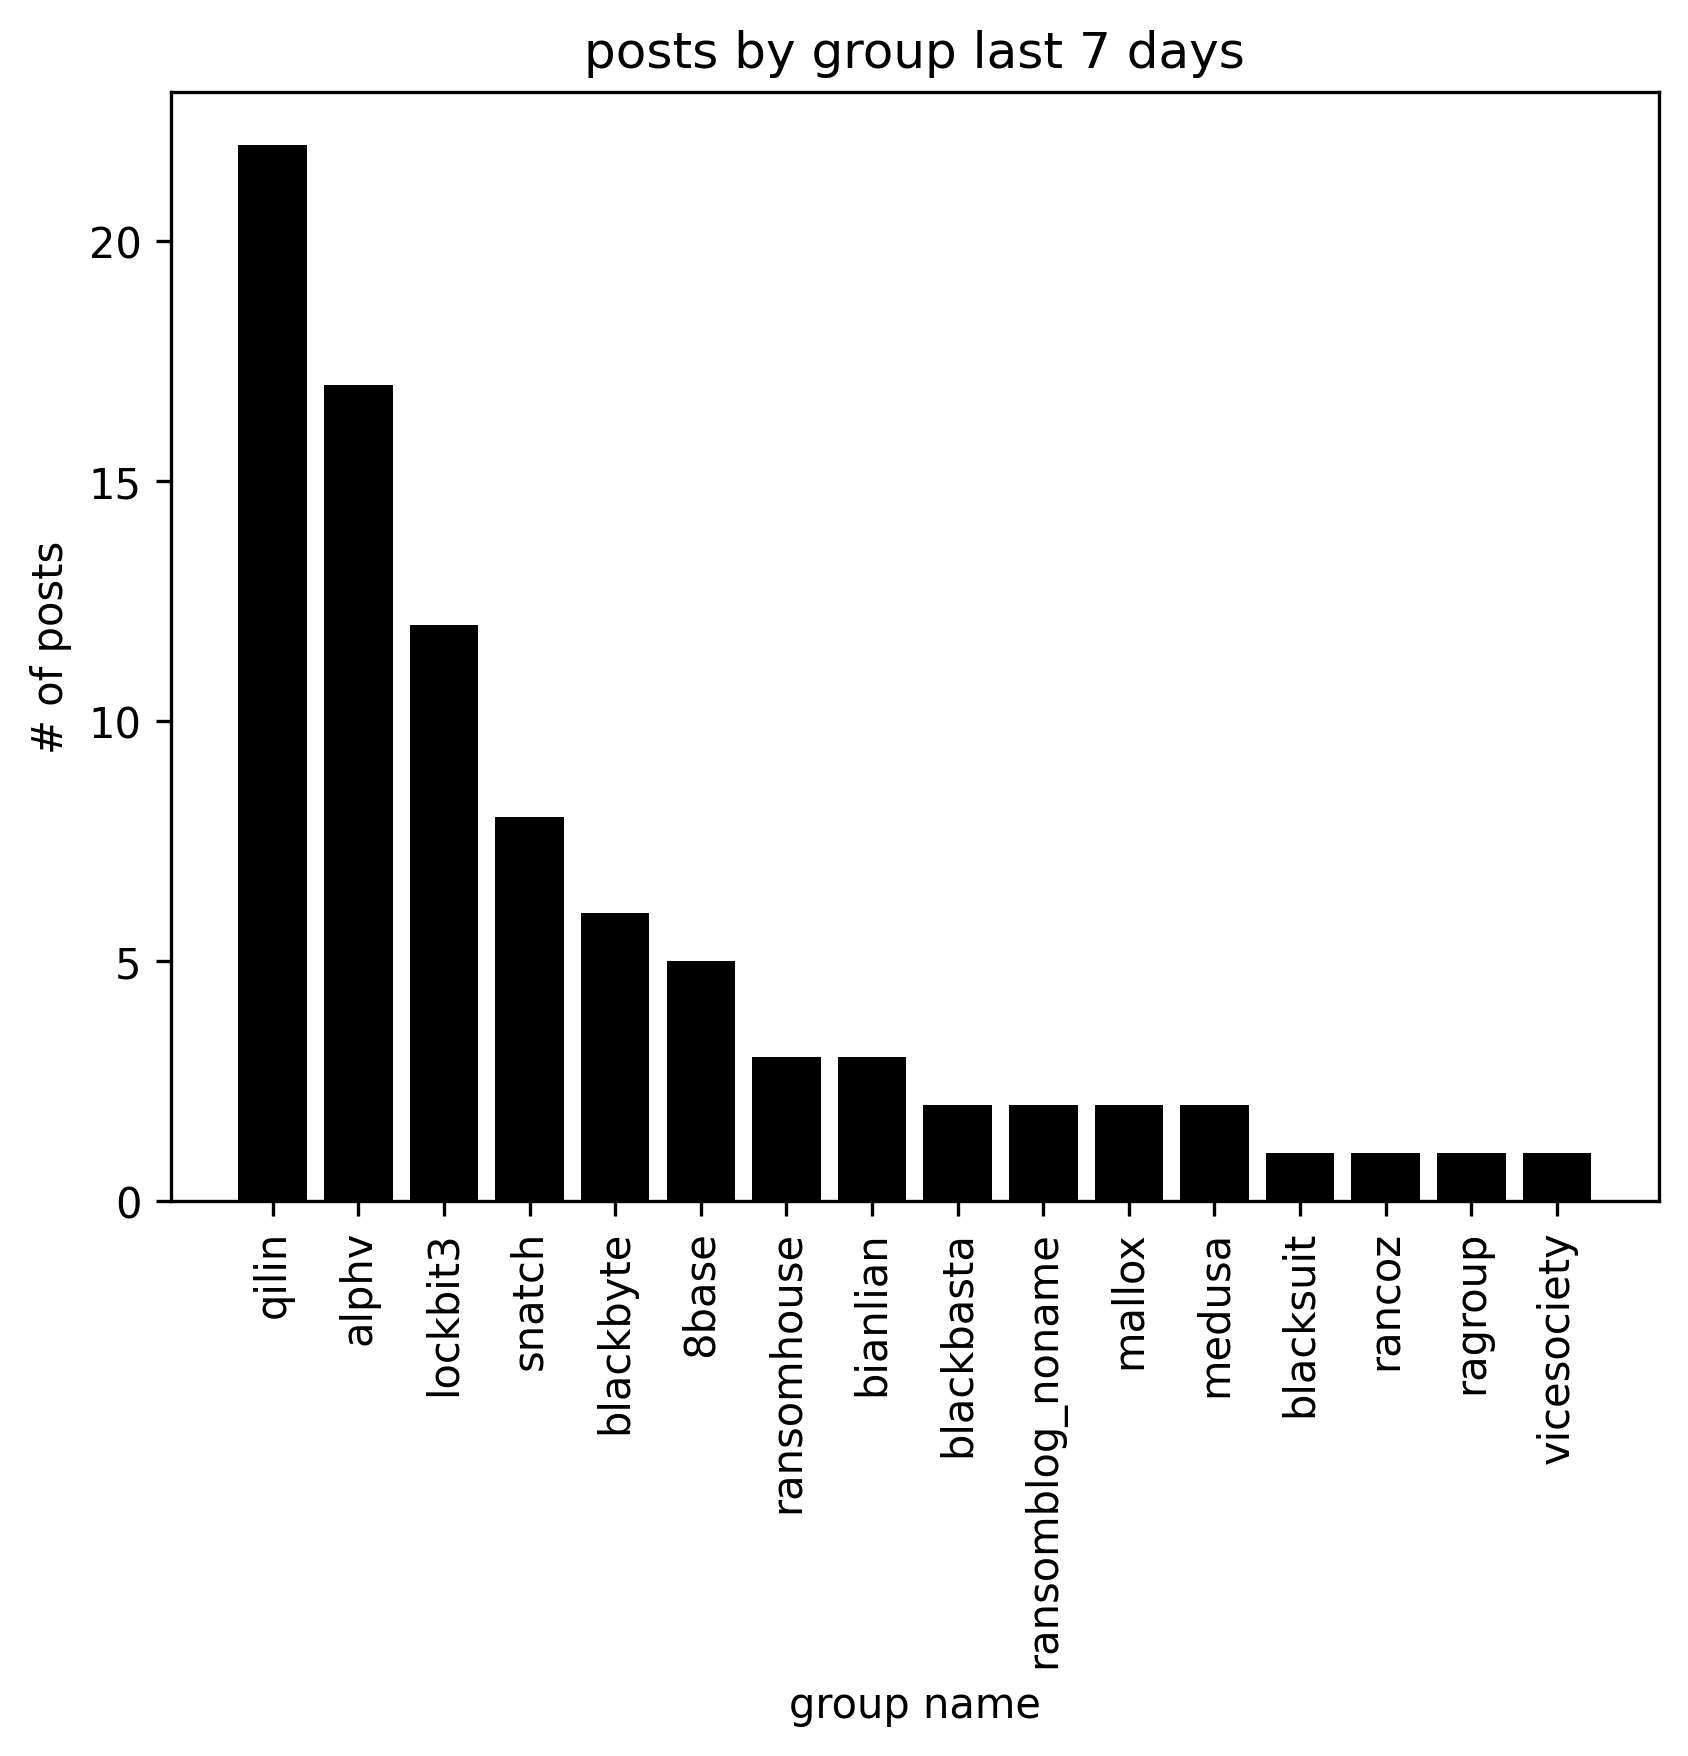 posts by group last 7 days
# of posts
20
15
10
5
0
qilin
alphv
lockbit3
snatch
blackbyte
8base
ransomhouse
bianlian
blackbasta
ransomblog_noname
mallox
medusa
blacksuit
rancoz
ragroup
vicesociety
group name